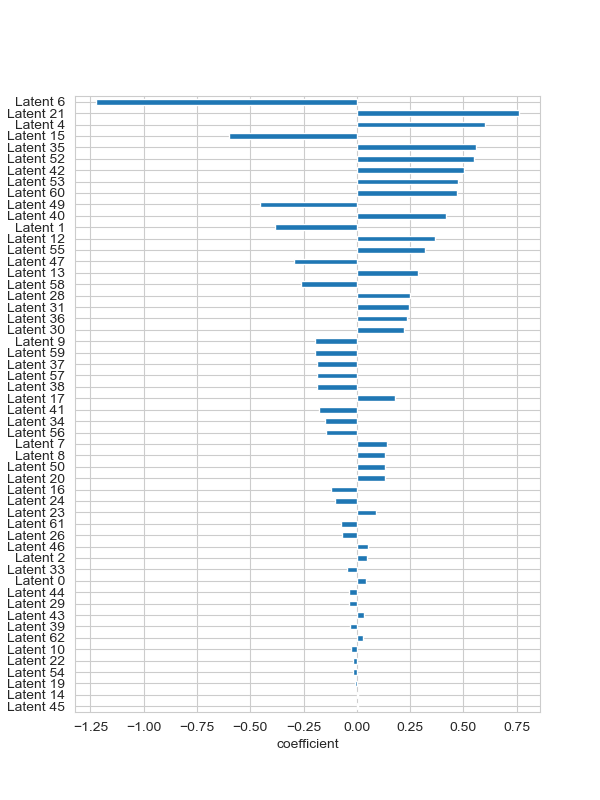 Latent 6
Latent 21
Latent 4
Latent 15
Latent 35
Latent 52
Latent 42
Latent 53
Latent 60
Latent 49
Latent 40
Latent 1
Latent 12
Latent 55
Latent 47
Latent 13
Latent 58
Latent 28
Latent 31
Latent 36
Latent 30
Latent 9
Latent 59
Latent 37
Latent 57
Latent 38
Latent 17
Latent 41
Latent 34
Latent 56
Latent 7
Latent 8
Latent 50
Latent 20
Latent 16
Latent 24
Latent 23
Latent 61
Latent 26
Latent 46
Latent 2
Latent 33
Latent 0
Latent 44
Latent 29
Latent 43
Latent 39
Latent 62
Latent 10
Latent 22
Latent 54
Latent 19
Latent 14
Latent 45
−1.25 −1.00 −0.75 −0.50 −0.25 0.00 0.25 0.50 0.75
coefficient